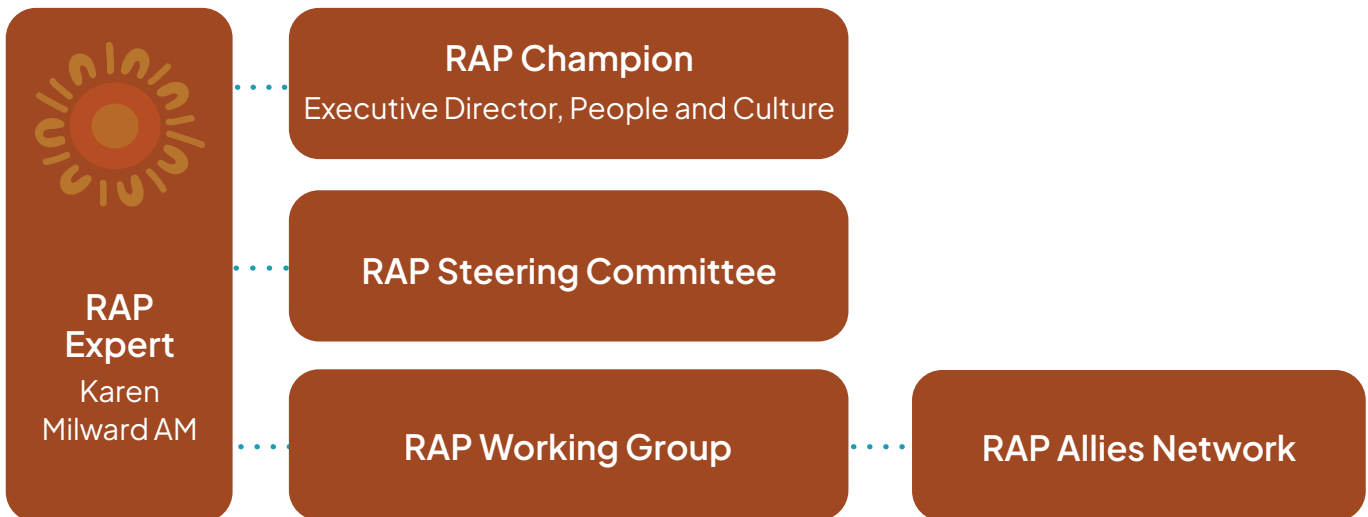 RAP
Expert
Karen
Milward AM
RAP Champion
Executive Director, People and Culture
RAP Steering Committee
RAP Working Group
RAP Allies Network